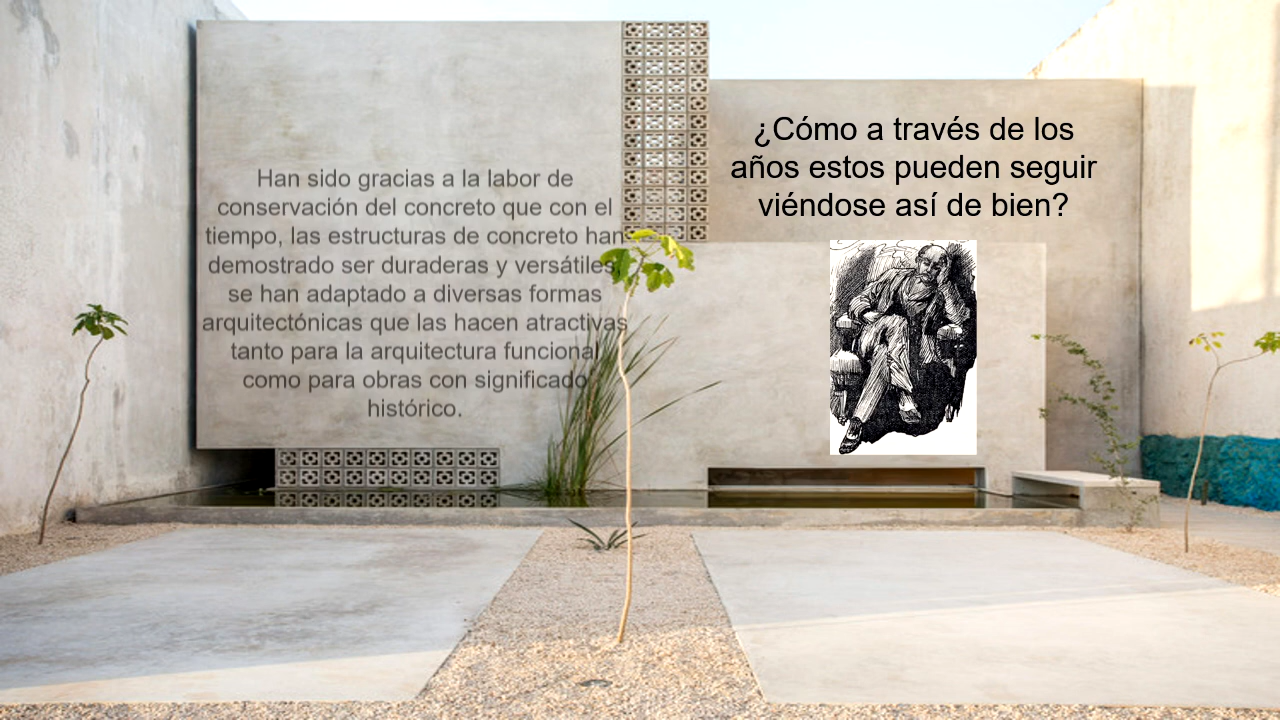 Han sido gracias a la labor de
conservación del concreto que con el
tiempo, las estructuras de concreto han
demostrado ser duraderas y versátiles
se han adaptado a diversas formas
arquitectónicas que las hacen atractivas
tanto para la arquitectura funcional
como para obras con significado
histórico.
¿Cómo a través de los
años estos pueden seguir
viéndose así de bien?